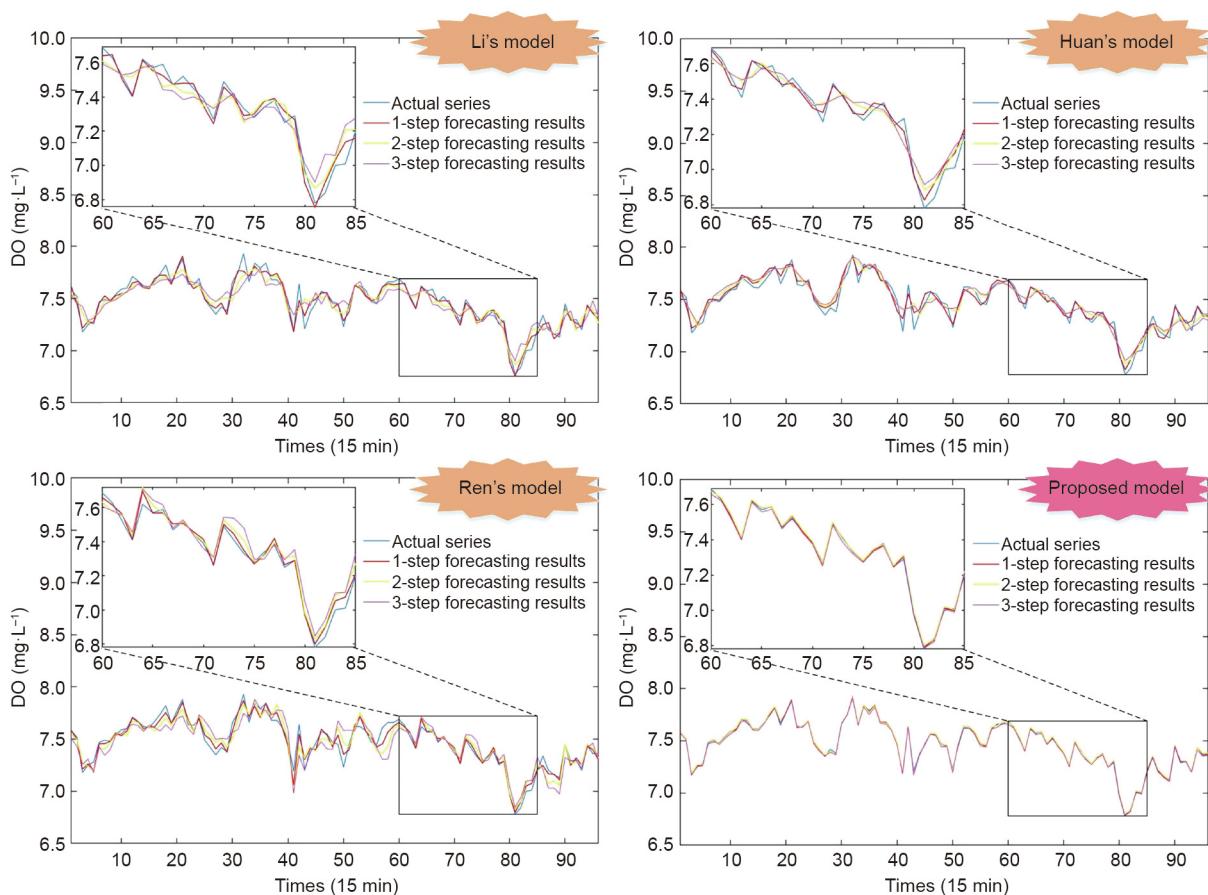 Li's model
10.0
9.5
9.0
8.5
8.0
7.5
7.0
6.5
DO (mg·L⁻¹)
7.6
7.4
7.2
7.0
6.8
60 65 70 75 80 85
Actual series
1-step forecasting results
2-step forecasting results
3-step forecasting results
10 20 30 40 50 60 70 80 90
Times (15 min)
Huan's model
10.0
9.5
9.0
8.5
8.0
7.5
7.0
6.5
DO (mg·L⁻¹)
7.6
7.4
7.2
7.0
6.8
60 65 70 75 80 85
Actual series
1-step forecasting results
2-step forecasting results
3-step forecasting results
10 20 30 40 50 60 70 80 90
Times (15 min)
Ren's model
10.0
9.5
9.0
8.5
8.0
7.5
7.0
6.5
DO (mg·L⁻¹)
7.6
7.4
7.2
7.0
6.8
60 65 70 75 80 85
Actual series
1-step forecasting results
2-step forecasting results
3-step forecasting results
10 20 30 40 50 60 70 80 90
Times (15 min)
Proposed model
10.0
9.5
9.0
8.5
8.0
7.5
7.0
6.5
DO (mg·L⁻¹)
7.6
7.4
7.2
7.0
6.8
60 65 70 75 80 85
Actual series
1-step forecasting results
2-step forecasting results
3-step forecasting results
10 20 30 40 50 60 70 80 90
Times (15 min)